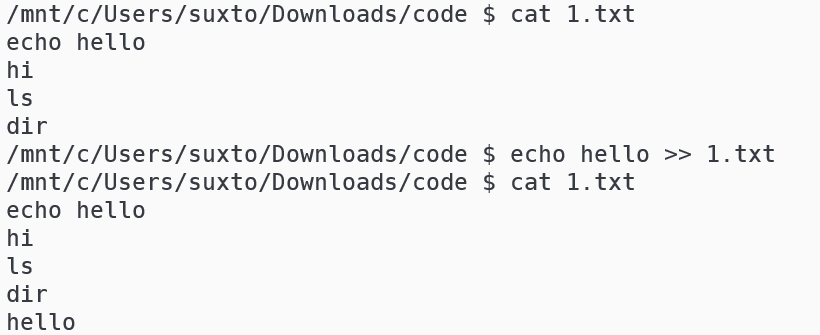 /mnt/c/Users/suxto/Downloads/code $ cat 1.txt
echo hello
hi
ls
dir
/mnt/c/Users/suxto/Downloads/code $ echo hello >> 1.txt
/mnt/c/Users/suxto/Downloads/code $ cat 1.txt
echo hello
hi
ls
dir
hello